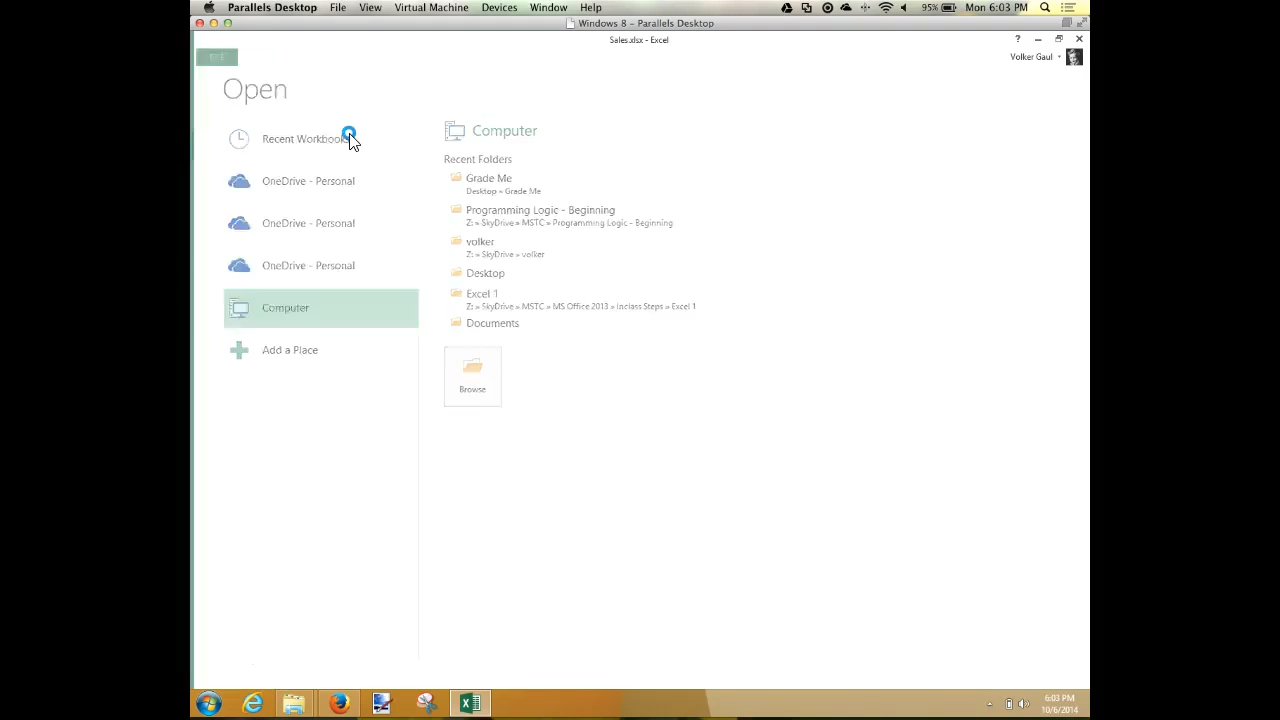 Parallels Desktop File View Virtual Machine Devices Window Help 95% Mon 6:03 PM
Windows 8 - Parallels Desktop
Sales.xlsx - Excel
?
Volker Gaul
FILE
Open
Recent Workbooks
OneDrive - Personal
OneDrive - Personal
OneDrive - Personal
Computer
Add a Place
Computer
Recent Folders
Grade Me
Desktop » Grade Me
Programming Logic - Beginning
Z: » SkyDrive » MSTC » Programming Logic - Beginning
volker
Z: » SkyDrive » volker
Desktop
Excel 1
Z: » SkyDrive » MSTC » MS Office 2013 » Inclass Steps » Excel 1
Documents
Browse
6:03 PM
10/6/2014